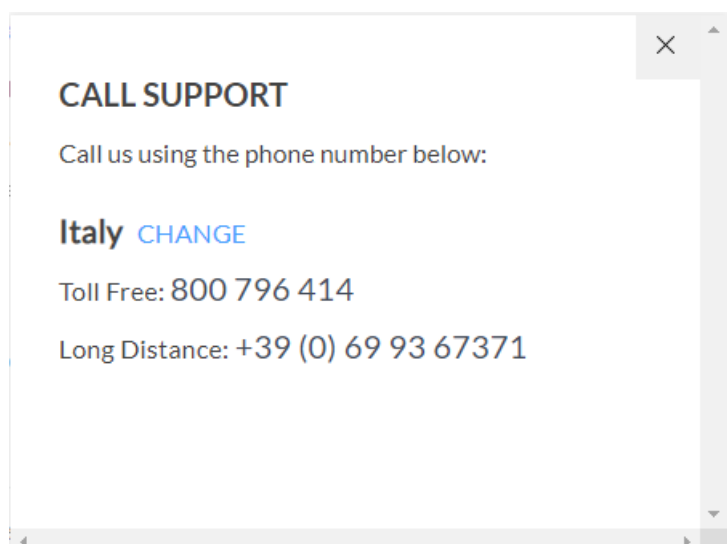 CALL SUPPORT
Call us using the phone number below:
Italy CHANGE
Toll Free: 800 796 414
Long Distance: +39 (0) 69 93 67371